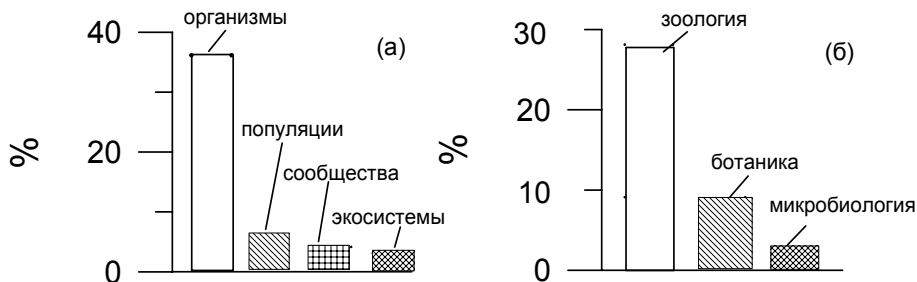 организмы
40
(а)
популяции
%
20
сообщества
экосистемы
0
зоология
30
(б)
20
%
ботаника
10
микробиология
0